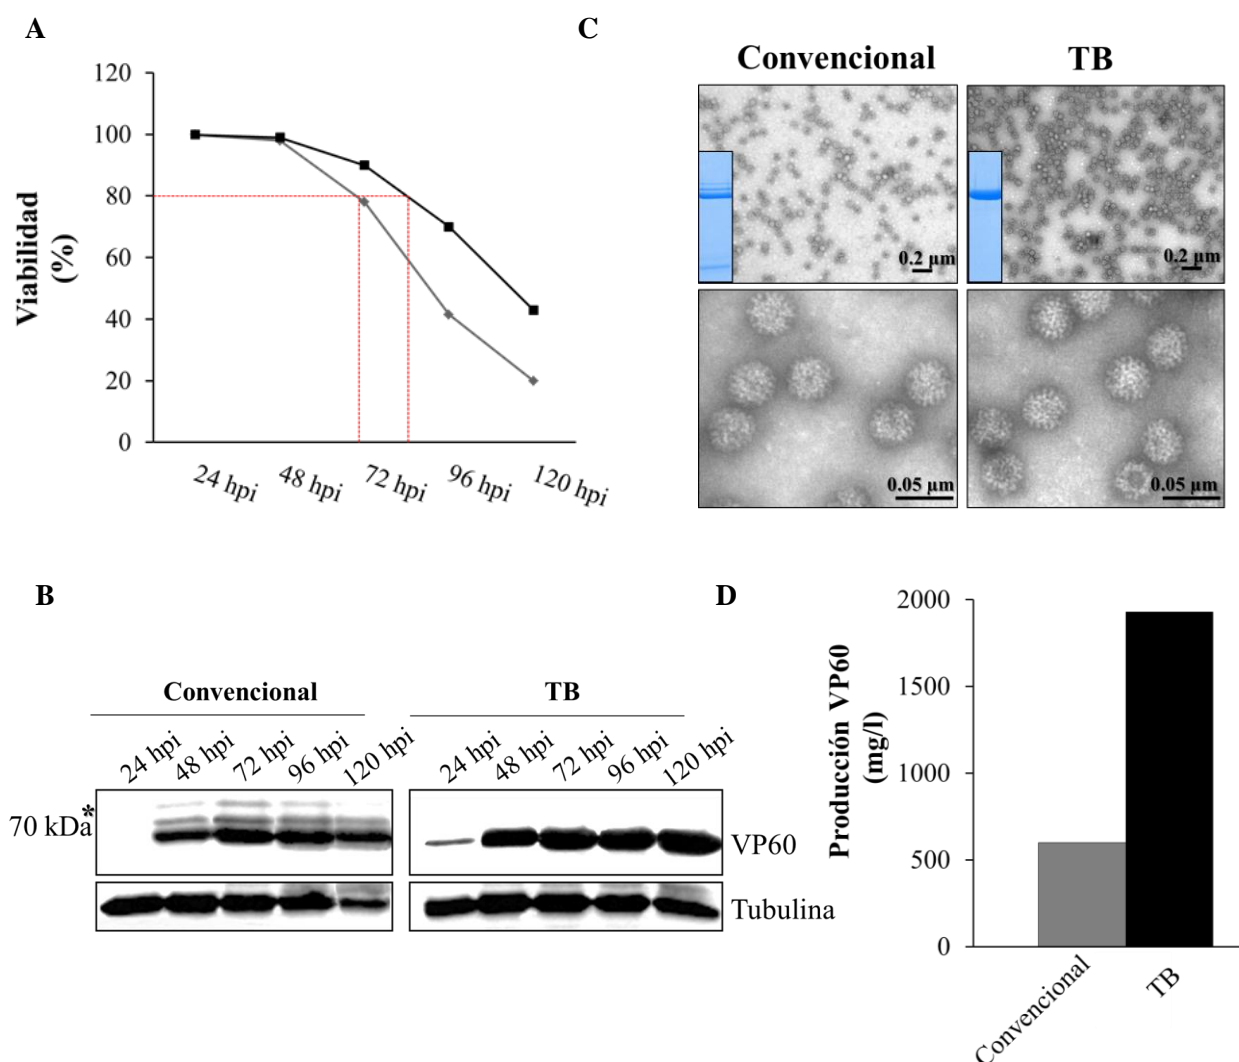 A
120
100
80
60
40
20
0
Viabilidad
(%)
24 hpi
48 hpi
72 hpi
96 hpi
120 hpi
C
Convencional
TB
0.2 µm
0.2 µm
0.05 µm
0.05 µm
B
Convencional
TB
24 hpi
48 hpi
72 hpi
96 hpi
120 hpi
24 hpi
48 hpi
72 hpi
96 hpi
120 hpi
70 kDa*
VP60
Tubulina
D
2000
1500
1000
500
0
Producción VP60
(mg/l)
Convencional
TB